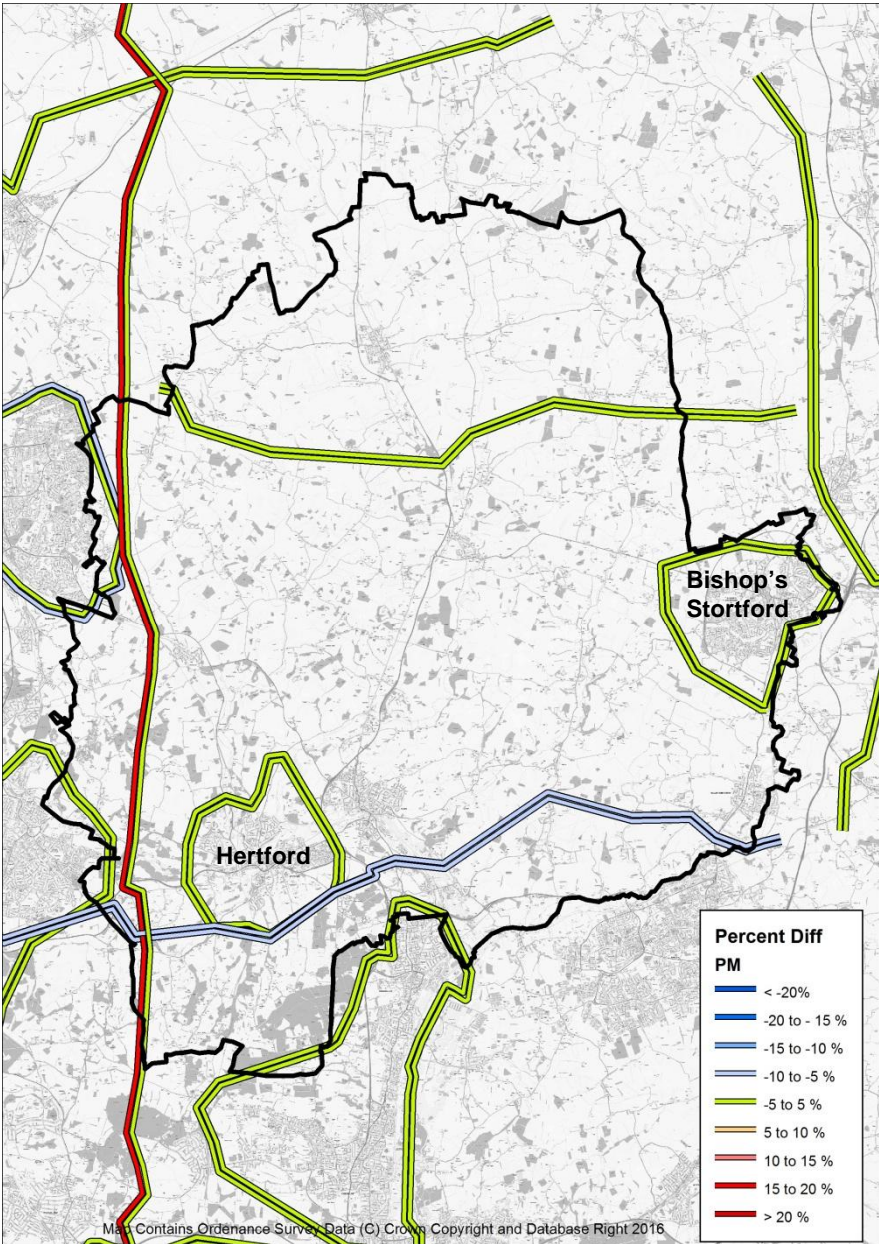 Bishop's
Stortford
Hertford
Percent Diff
PM
< -20%
-20 to - 15 %
-15 to -10 %
-10 to -5 %
-5 to 5 %
5 to 10 %
10 to 15 %
15 to 20 %
> 20 %
Map Contains Ordenance Survey Data (C) Crown Copyright and Database Right 2016